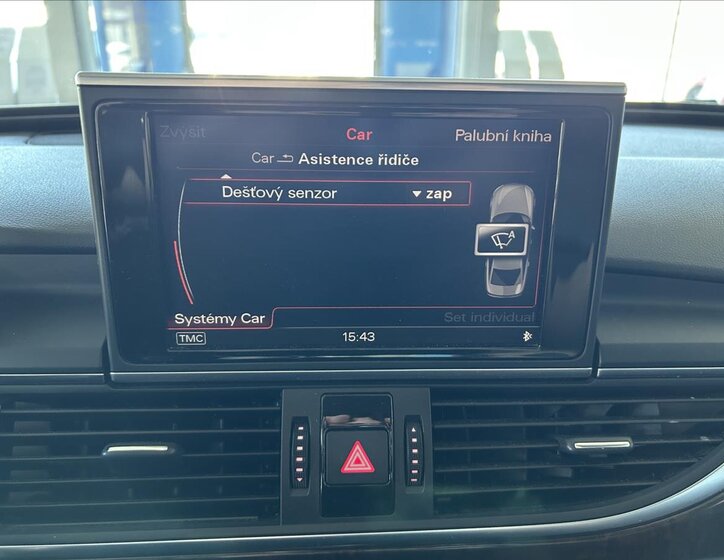 Zvýšit Car Palubní kniha
Car Asistence řidiče
Dešťový senzor zap
A
Systémy Car Set individual
TMC 15:43